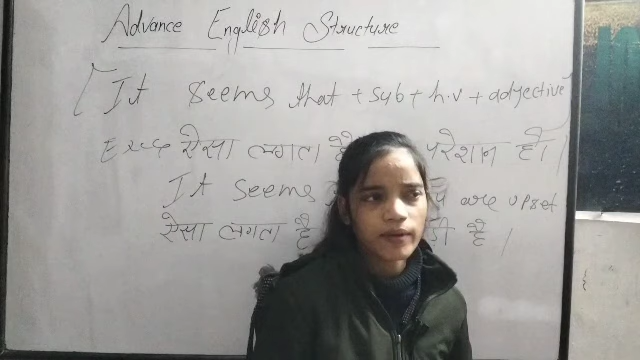 Advance English Structure
[ It seems that + sub + h.v + adjective ]
ऐसा लगता है परेशान हो।
It seems are upset
ऐसा लगता है है।